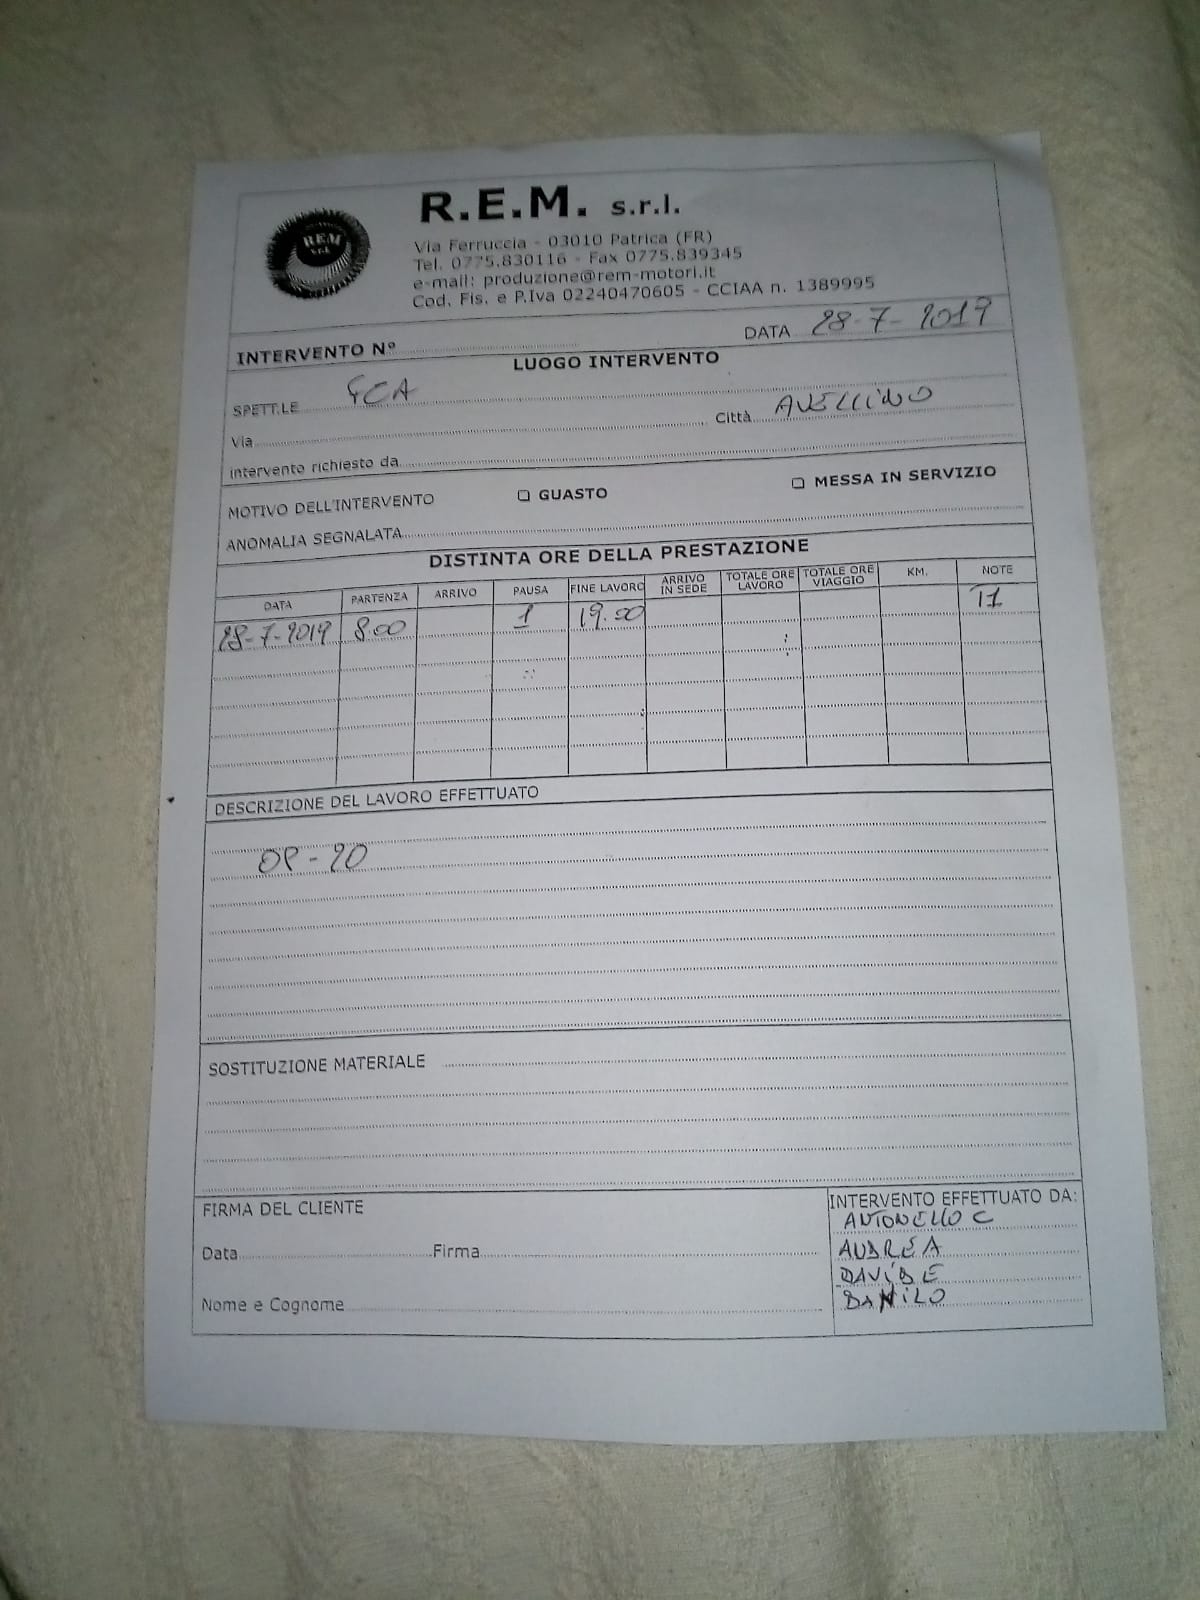 R.E.M. s.r.l.
REM
s.r.l.
Via Ferruccia - 03010 Patrica (FR)
Tel. 0775.830116 - Fax 0775.839345
e-mail: produzione@rem-motori.it
Cod. Fis. e P.Iva 02240470605 - CCIAA n. 1389995
INTERVENTO Nº
DATA 28-7-2019
LUOGO INTERVENTO
SPETT.LE FCA
Via
Città AVELLINO
intervento richiesto da
MOTIVO DELL'INTERVENTO
GUASTO
MESSA IN SERVIZIO
ANOMALIA SEGNALATA
DISTINTA ORE DELLA PRESTAZIONE
DATA PARTENZA ARRIVO PAUSA FINE LAVORO ARRIVO IN SEDE TOTALE ORE LAVORO TOTALE ORE VIAGGIO KM. NOTE
28-7-2019 8.00 1 19.00 T1
DESCRIZIONE DEL LAVORO EFFETTUATO
OP-20
SOSTITUZIONE MATERIALE
FIRMA DEL CLIENTE
Data Firma
Nome e Cognome
INTERVENTO EFFETTUATO DA:
ANTONELLO C
ANDREA
DAVIDE
DANILO